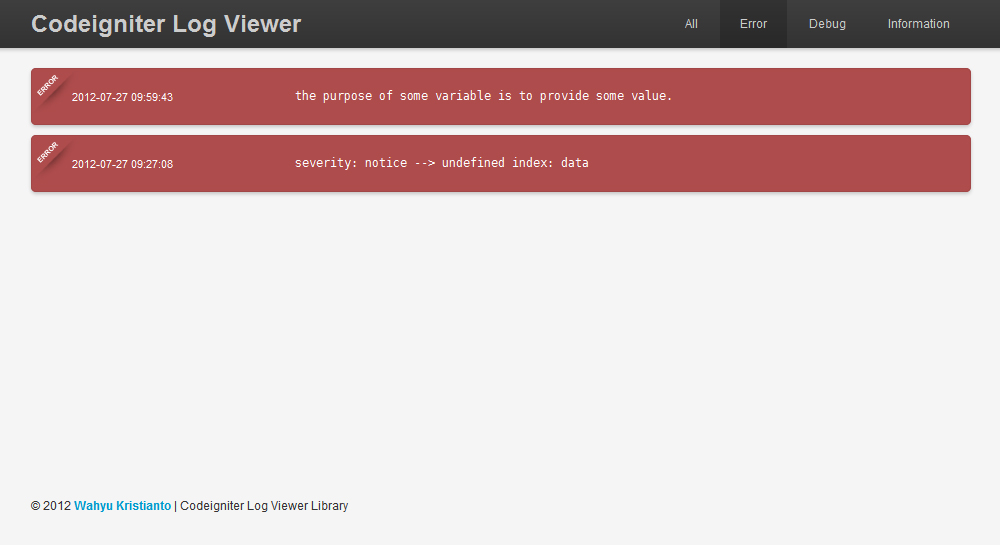 Codeigniter Log Viewer
All Error Debug Information
ERROR
2012-07-27 09:59:43 the purpose of some variable is to provide some value.
ERROR
2012-07-27 09:27:08 severity: notice --> undefined index: data
© 2012 Wahyu Kristianto | Codeigniter Log Viewer Library